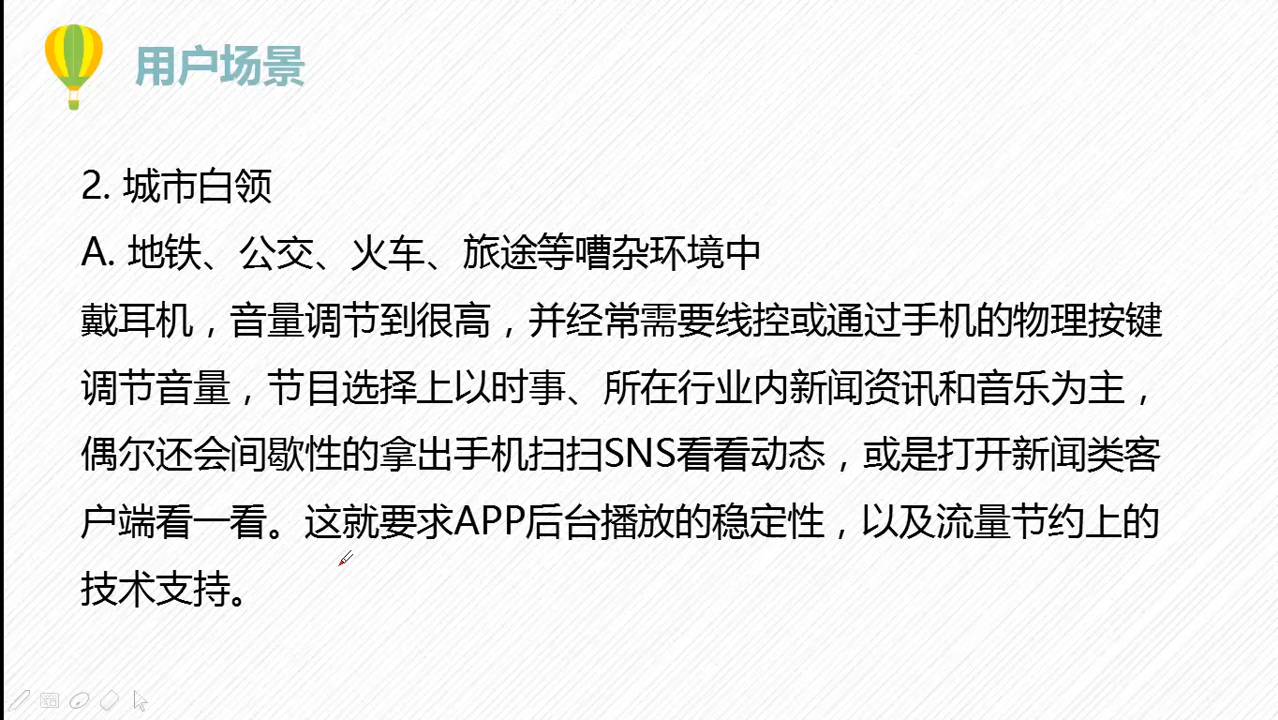 用户场景
2. 城市白领
A. 地铁、公交、火车、旅途等嘈杂环境中
戴耳机，音量调节到很高，并经常需要线控或通过手机的物理按键
调节音量，节目选择上以时事、所在行业内新闻资讯和音乐为主，
偶尔还会间歇性的拿出手机扫扫SNS看看动态，或是打开新闻类客
户端看一看。这就要求APP后台播放的稳定性，以及流量节约上的
技术支持。